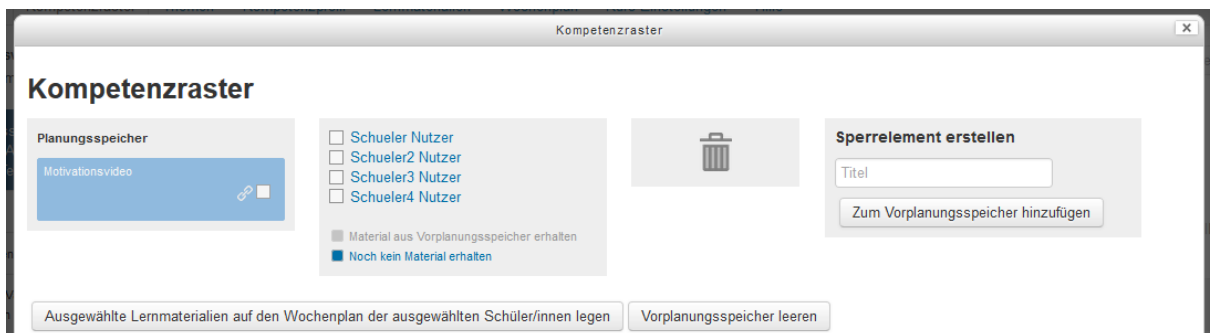 Kompetenzraster
Kompetenzraster
Planungsspeicher
Motivationsvideo
Schueler Nutzer
Schueler2 Nutzer
Schueler3 Nutzer
Schueler4 Nutzer
Material aus Vorplanungsspeicher erhalten
Noch kein Material erhalten
Sperrelement erstellen
Titel
Zum Vorplanungsspeicher hinzufügen
Ausgewählte Lernmaterialien auf den Wochenplan der ausgewählten Schüler/innen legen
Vorplanungsspeicher leeren